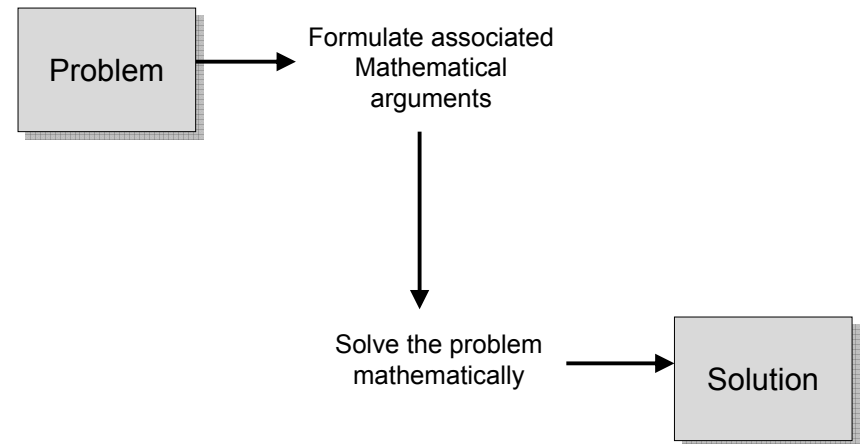 Problem
Formulate associated
Mathematical
arguments
Solve the problem
mathematically
Solution